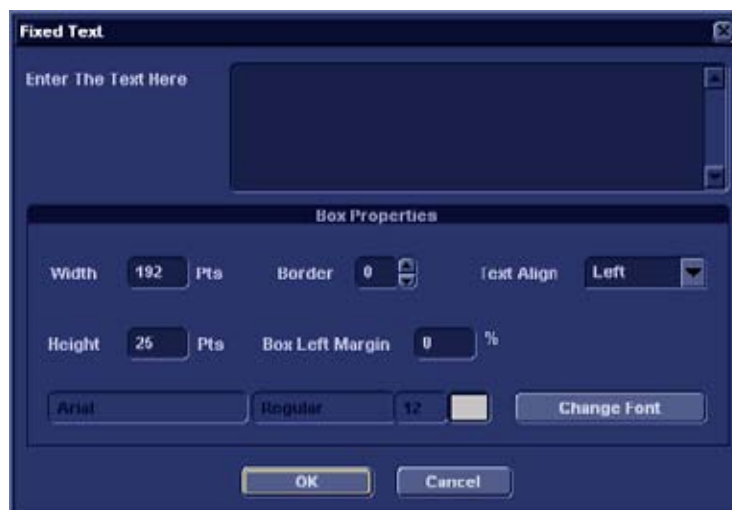 Fixed Text
Enter The Text Here
Box Properties
Width 192 Pts Border 0 Text Align Left
Height 26 Pts Box Left Margin 0 %
Arial Regular 12 Change Font
OK Cancel